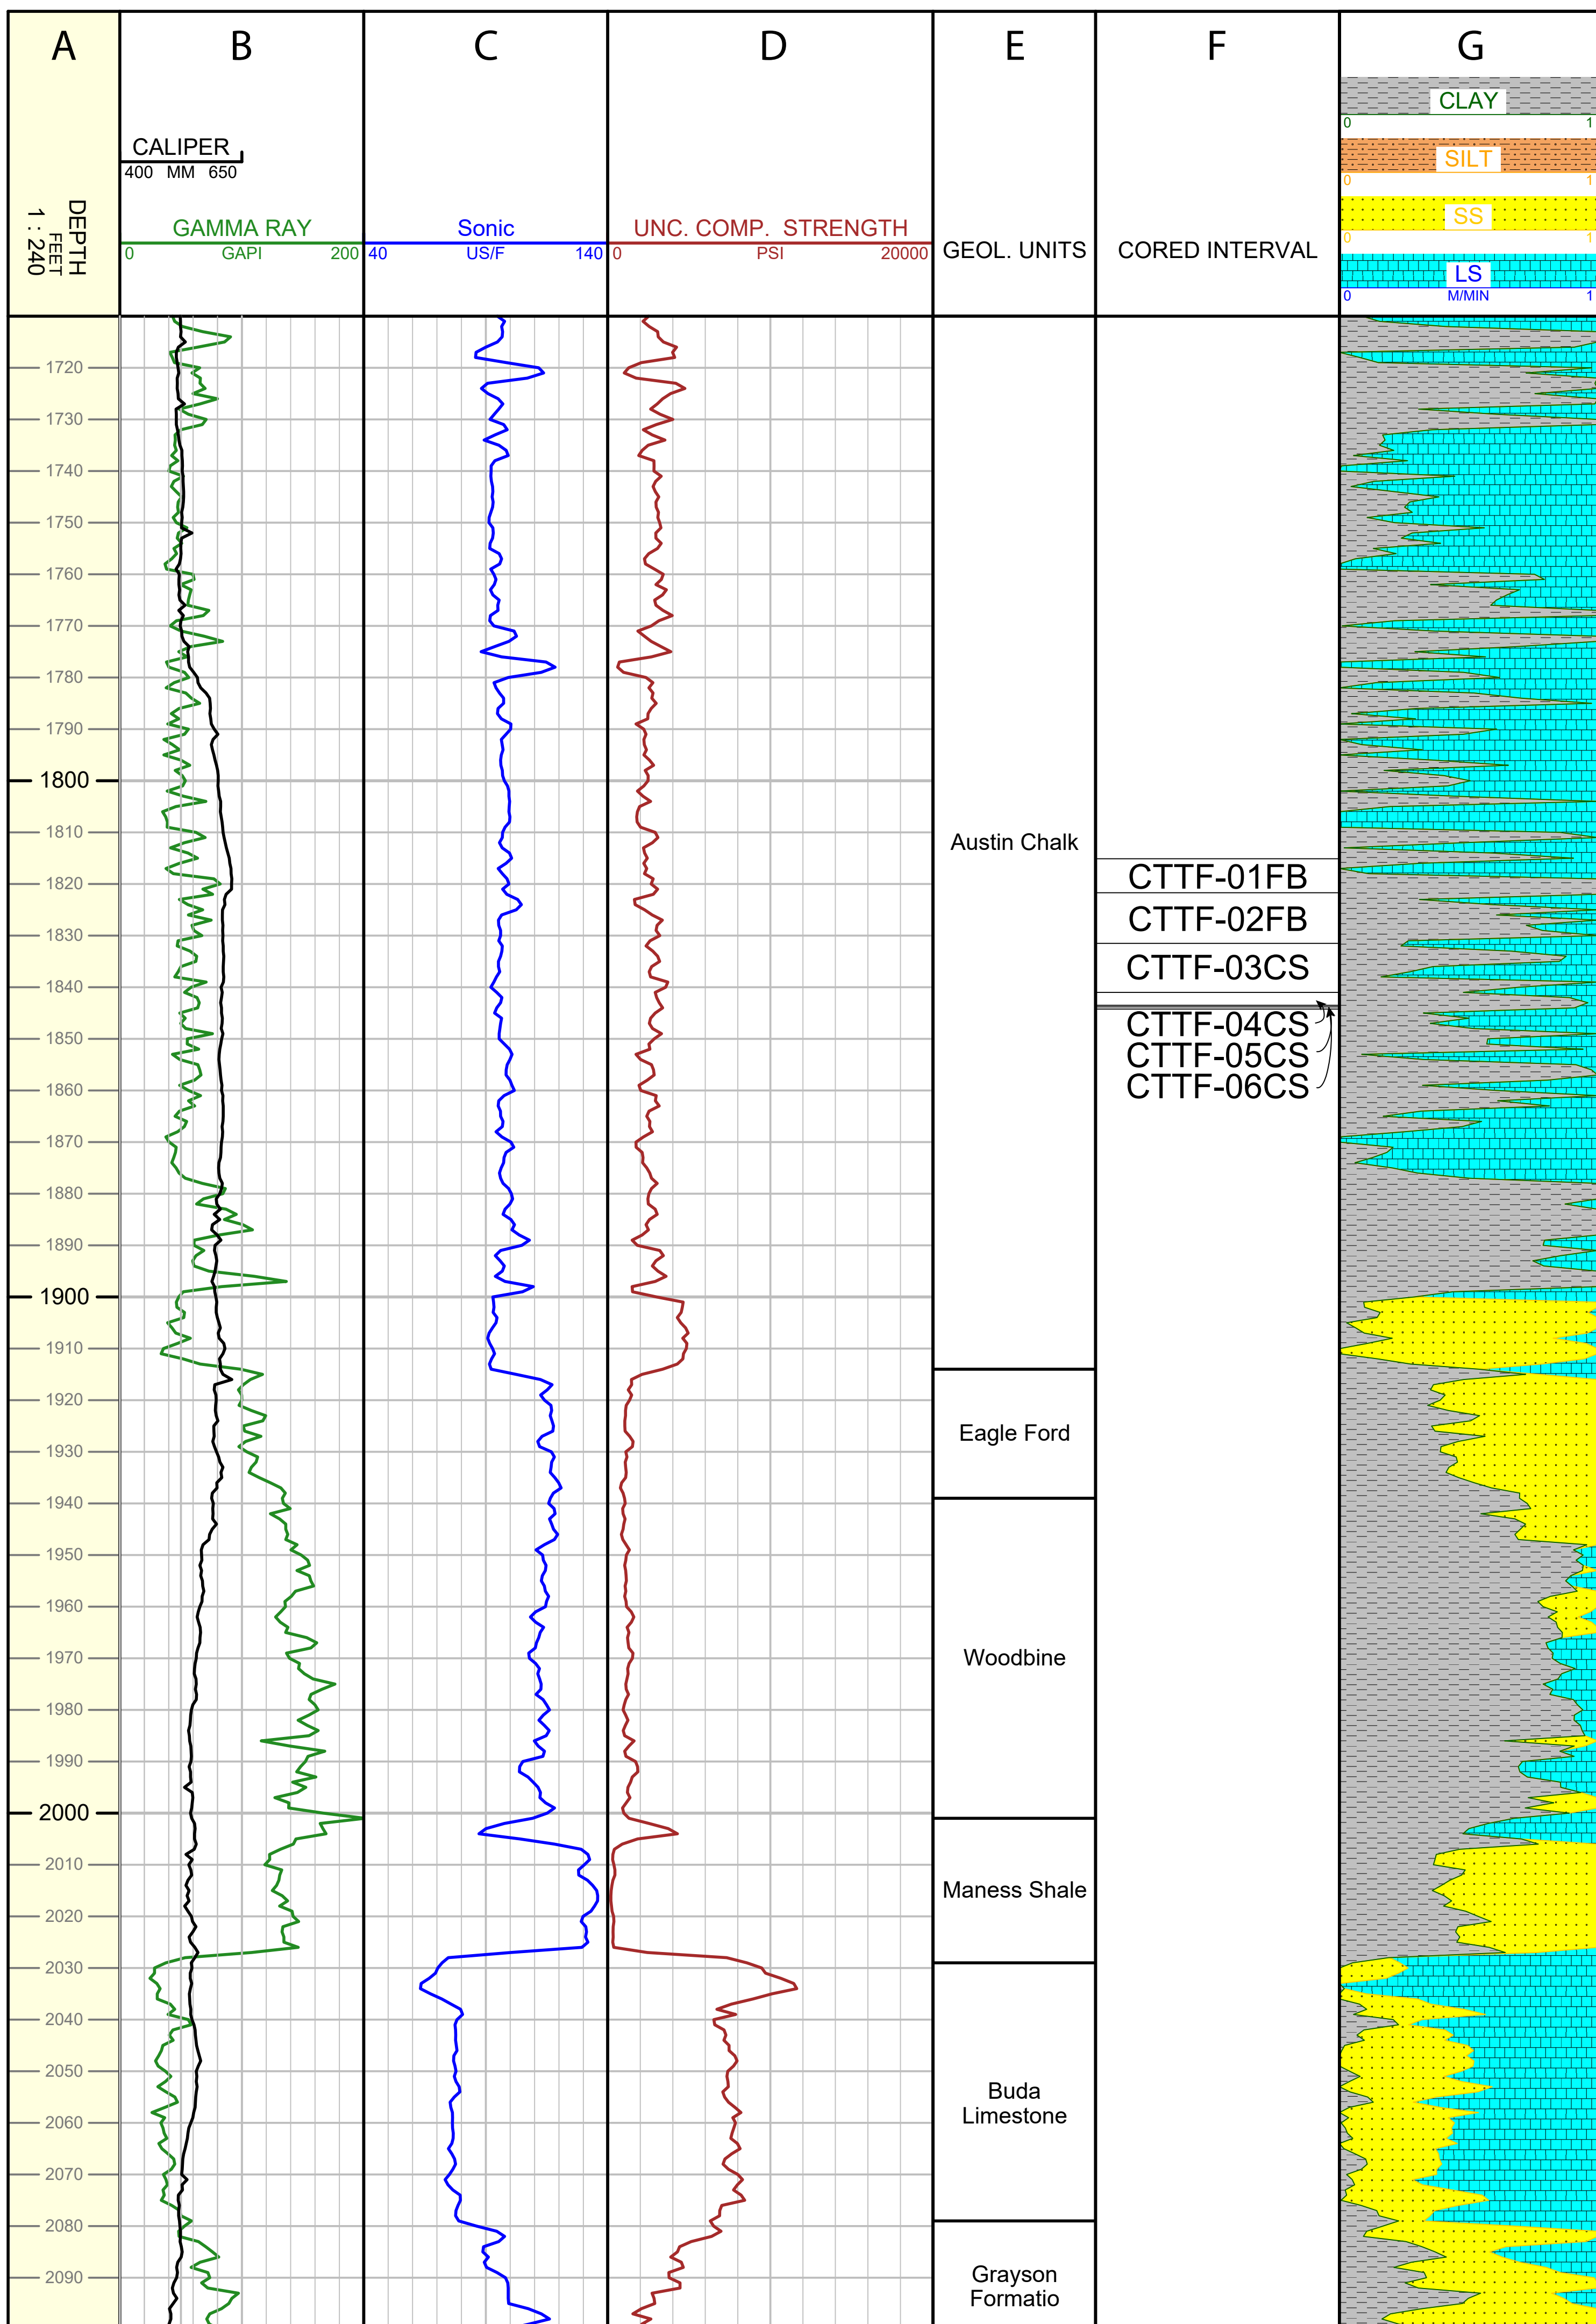 A B C D E F G
CLAY
0 1
CALIPER
400 MM 650
SILT
0 1
DEPTH
FEET
1 : 240
GAMMA RAY
0 GAPI 200
Sonic
40 US/F 140
UNC. COMP. STRENGTH
0 PSI 20000
GEOL. UNITS
CORED INTERVAL
SS
0 1
LS
0 M/MIN 1
1720
1730
1740
1750
1760
1770
1780
1790
1800
1810
Austin Chalk
CTTF-01FB
1820
CTTF-02FB
1830
CTTF-03CS
1840
CTTF-04CS
1850
CTTF-05CS
CTTF-06CS
1860
1870
1880
1890
1900
1910
1920
Eagle Ford
1930
1940
1950
1960
Woodbine
1970
1980
1990
2000
2010
Maness Shale
2020
2030
2040
2050
Buda
Limestone
2060
2070
2080
2090
Grayson
Formatio